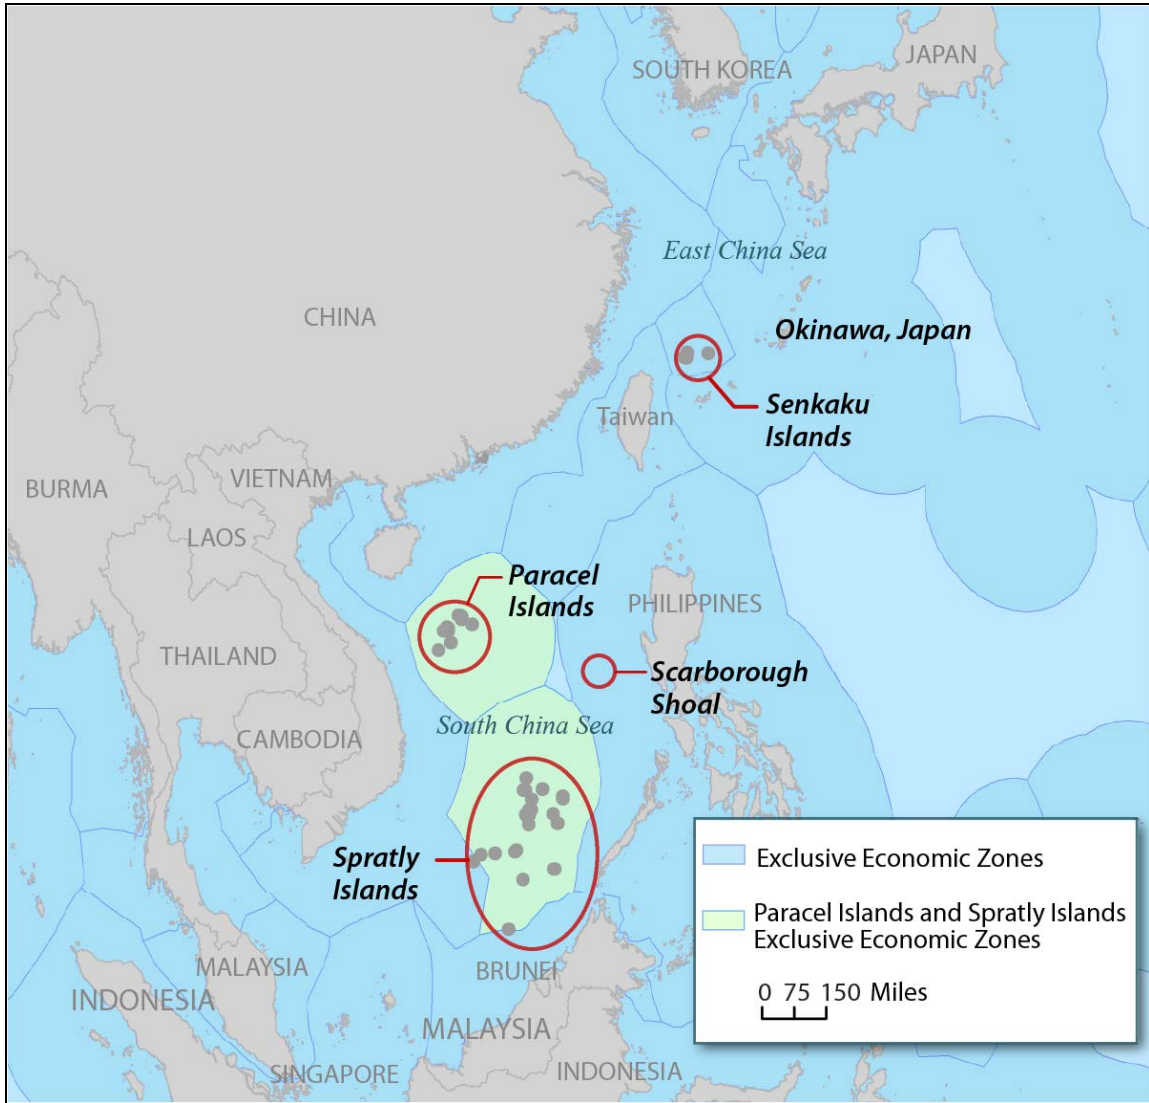 SOUTH KOREA
JAPAN
East China Sea
CHINA
Okinawa, Japan
Senkaku
Islands
Taiwan
VIETNAM
BURMA
LAOS
Paracel
Islands
PHILIPPINES
THAILAND
Scarborough
Shoal
South China Sea
CAMBODIA
Spratly
Islands
Exclusive Economic Zones
Paracel Islands and Spratly Islands
Exclusive Economic Zones
0 75 150 Miles
MALAYSIA
BRUNEI
INDONESIA
MALAYSIA
SINGAPORE
INDONESIA